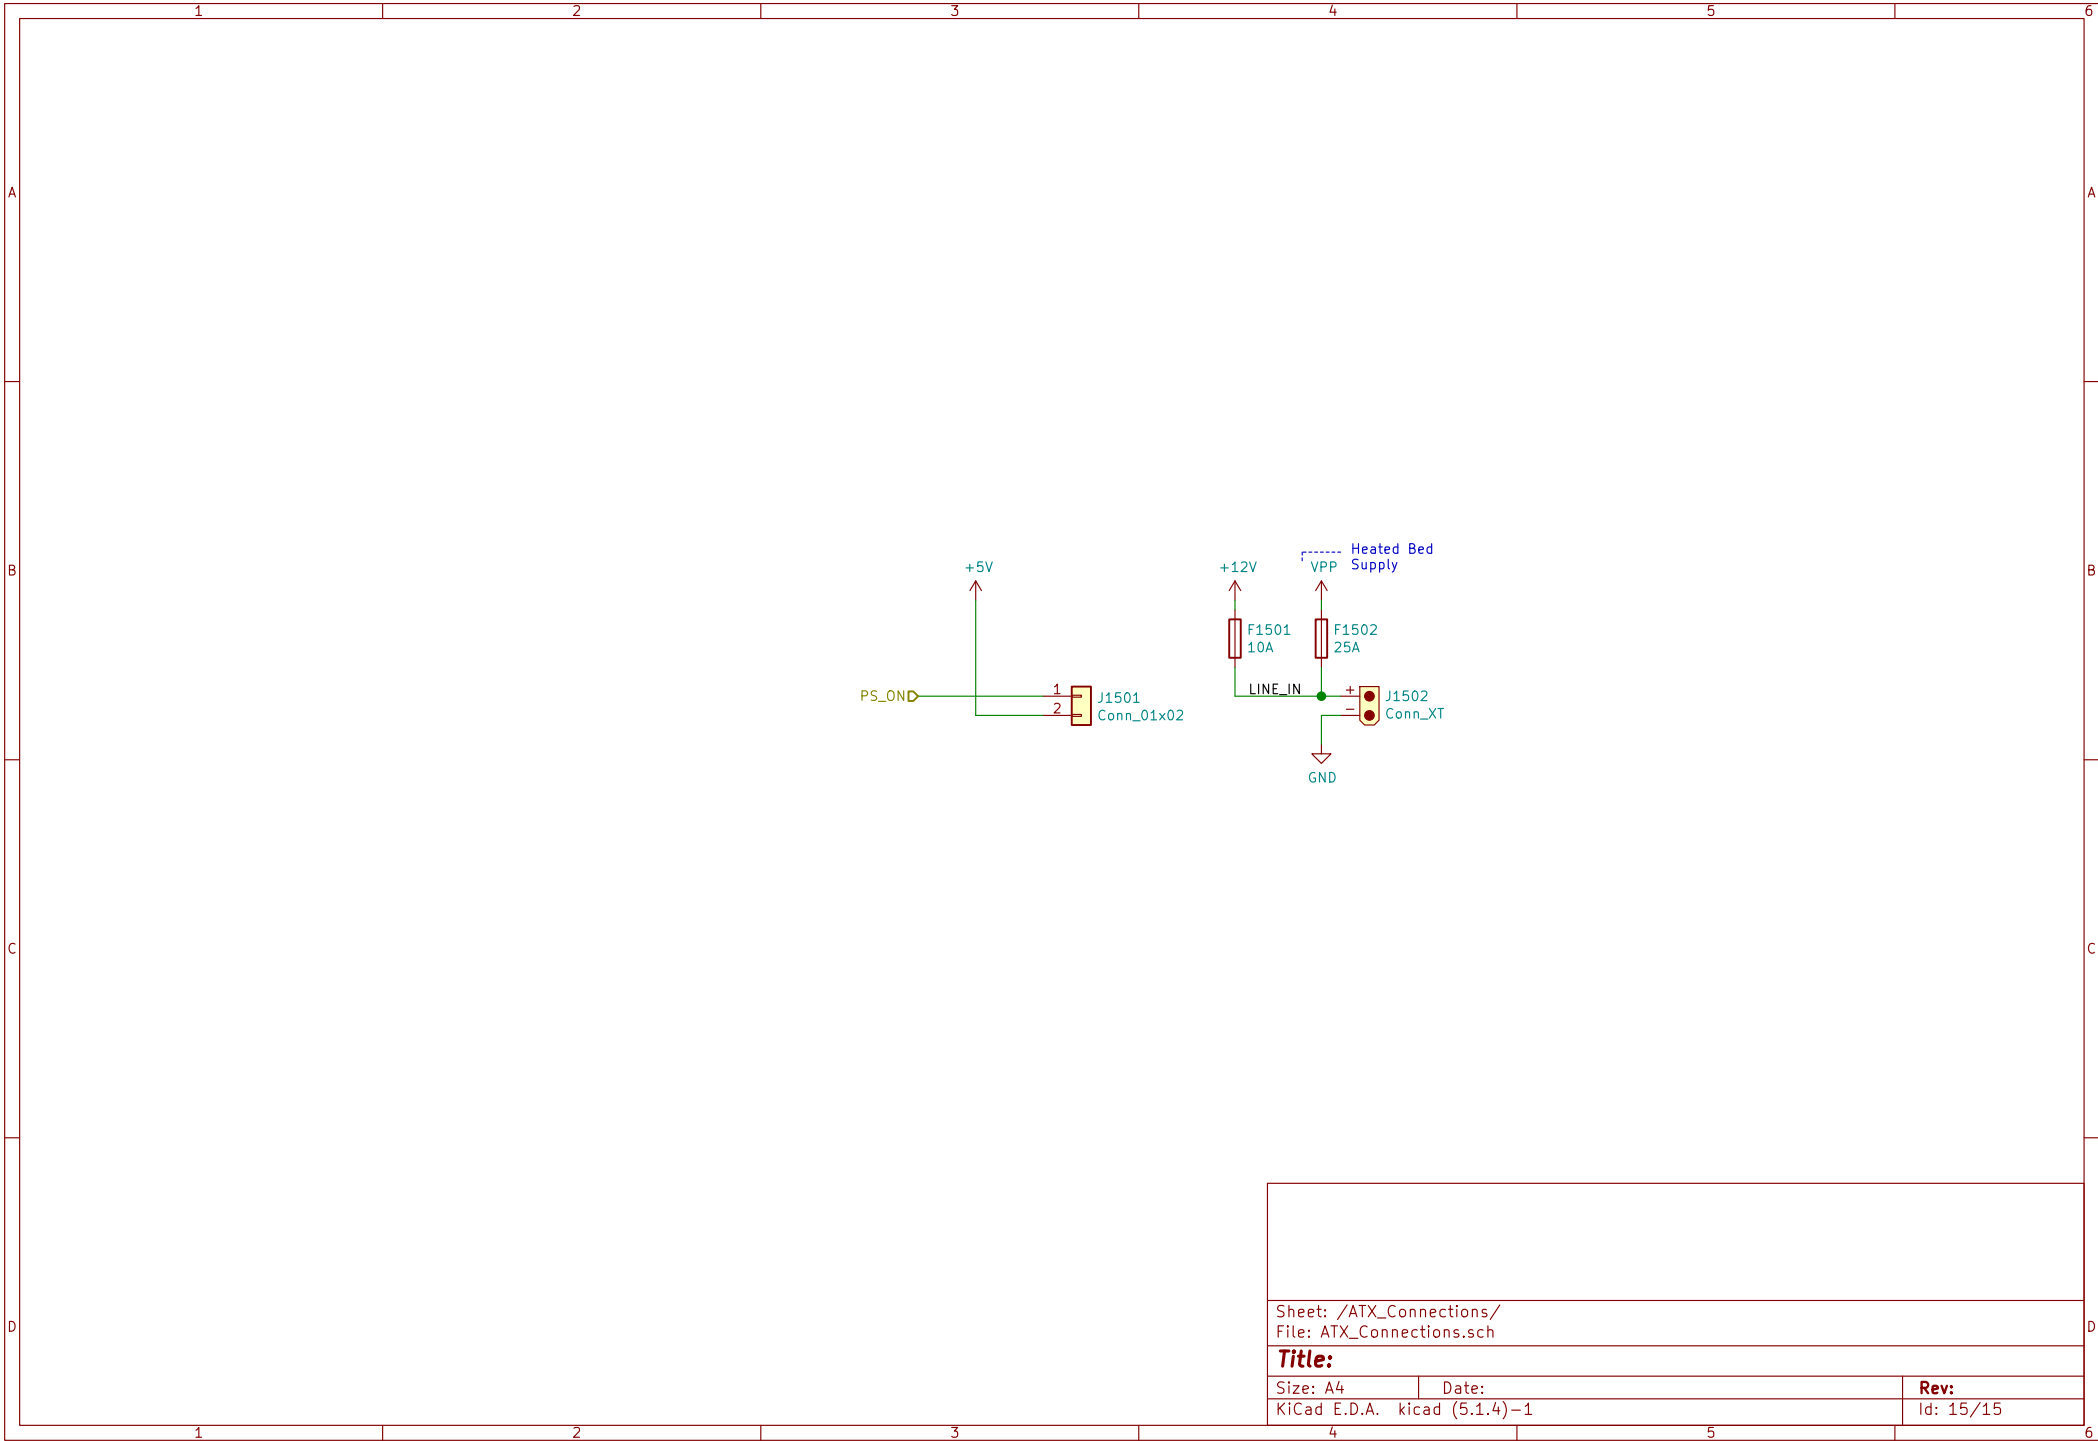 1 2 3 4 5 6
A A
Heated Bed
Supply
B B
+5V +12V VPP
F1501 F1502
10A 25A
PS_ON 1 J1501 LINE_IN + J1502
2 Conn_01x02 − Conn_XT
GND
C C
Sheet: /ATX_Connections/
D D
File: ATX_Connections.sch
Title:
Size: A4 Date: Rev:
KiCad E.D.A. kicad (5.1.4)-1 Id: 15/15
1 2 3 4 5 6